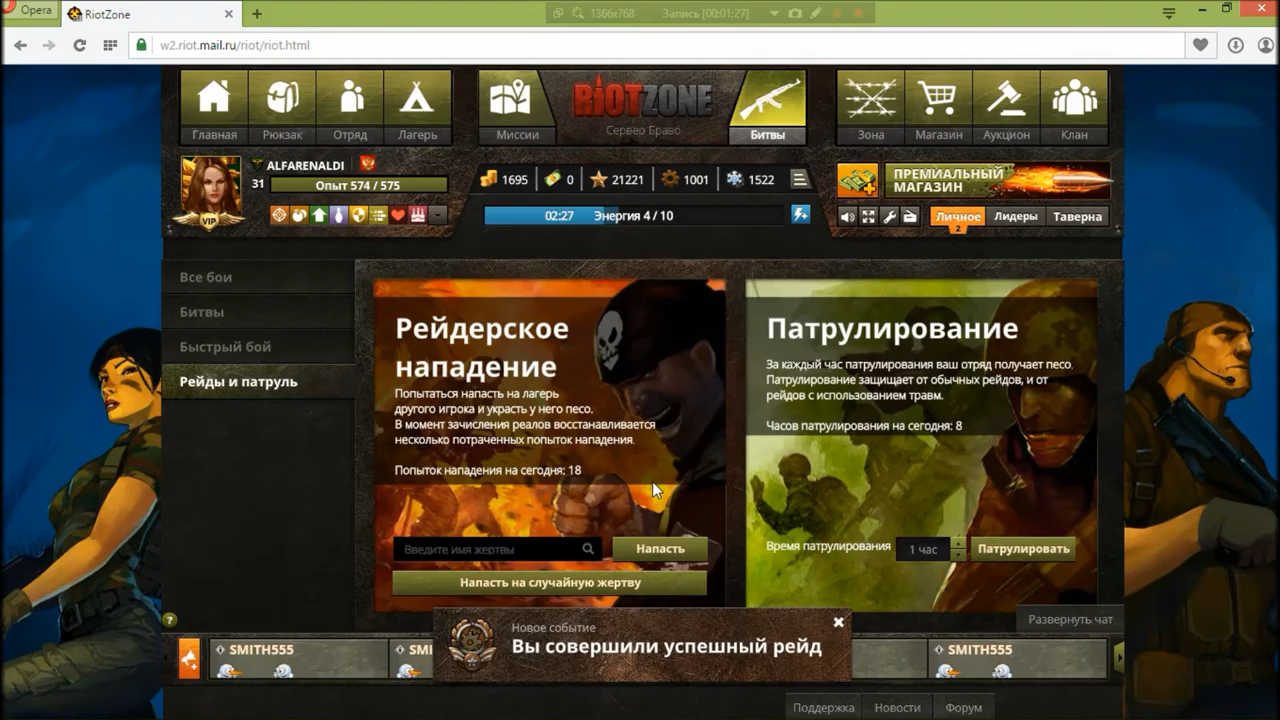 Opera
RiotZone
1366x768
Запись [00:01:27]
w2.riot.mail.ru/riot/riot.html
Главная
Рюкзак
Отряд
Лагерь
Миссии
RIOTZONE
Сервер Браво
Битвы
Зона
Магазин
Аукцион
Клан
ALFARENALDI
31
Опыт 574 / 575
VIP
1695
0
21221
1001
1522
02:27 Энергия 4 / 10
ПРЕМИАЛЬНЫЙ
МАГАЗИН
Личное
2
Лидеры
Таверна
Все бои
Битвы
Быстрый бой
Рейды и патруль
Рейдерское
нападение
Попытаться напасть на лагерь
другого игрока и украсть у него песо.
В момент зачисления реалов восстанавливается
несколько потраченных попыток нападения.
Попыток нападения на сегодня: 18
Введите имя жертвы
Напасть
Напасть на случайную жертву
Патрулирование
За каждый час патрулирования ваш отряд получает песо.
Патрулирование защищает от обычных рейдов, и от
рейдов с использованием травм.
Часов патрулирования на сегодня: 8
Время патрулирования
1 час
Патрулировать
?
Развернуть чат
Новое событие
Вы совершили успешный рейд
SMITH555
SMI
SMITH555
Поддержка
Новости
Форум